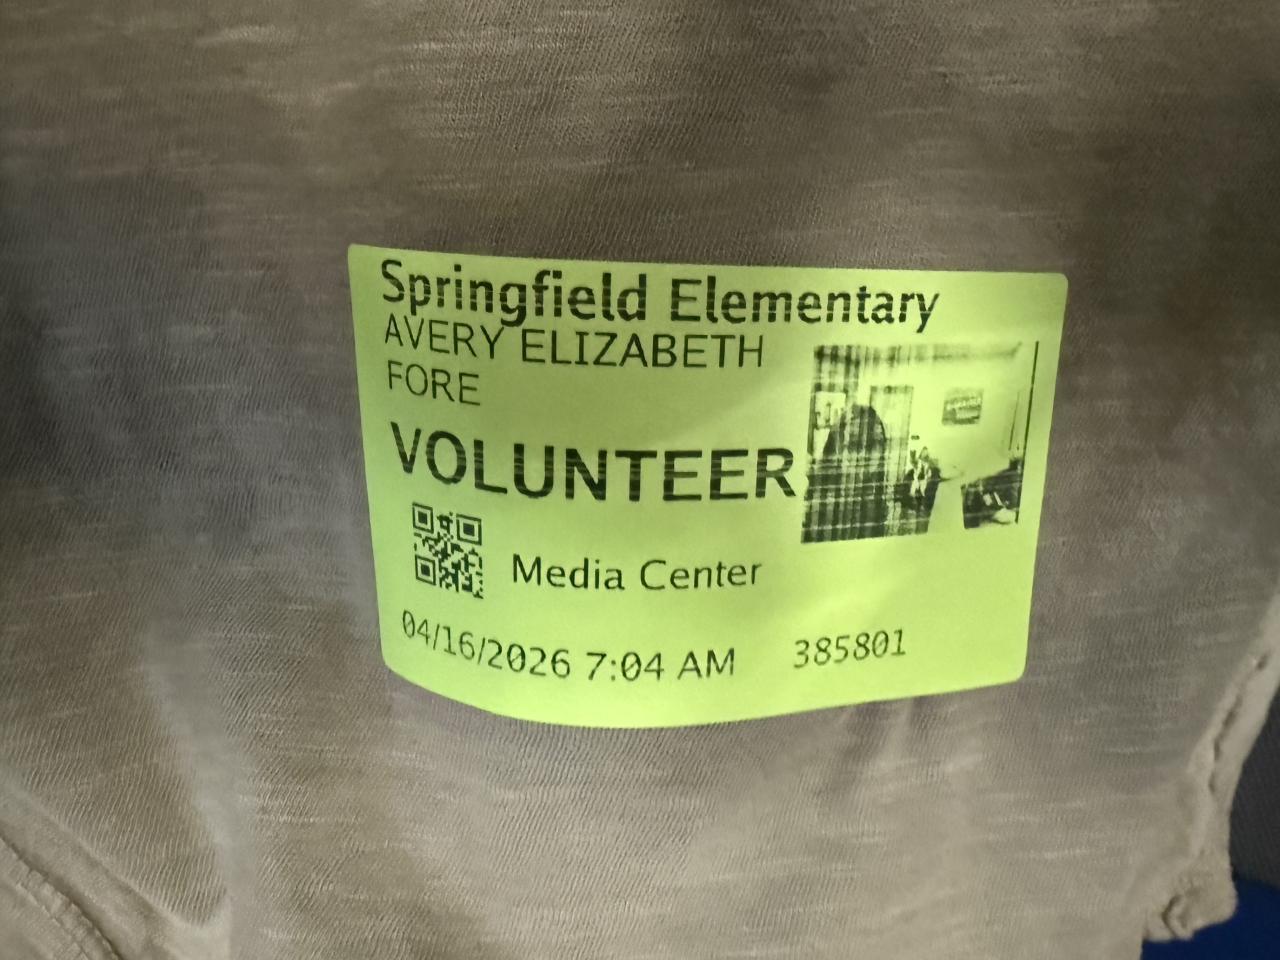 Springfield Elementary
AVERY ELIZABETH
FORE
VOLUNTEER
Media Center
04/16/2026 7:04 AM 385801